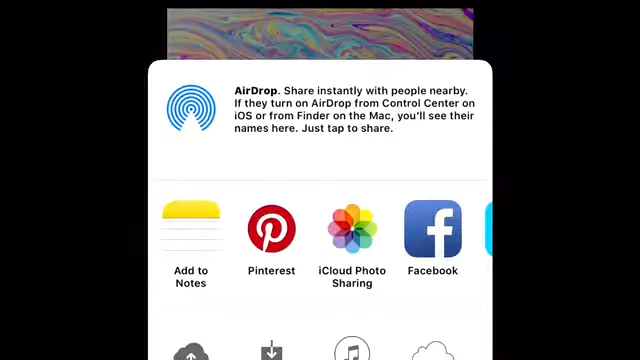 AirDrop. Share instantly with people nearby.
If they turn on AirDrop from Control Center on
iOS or from Finder on the Mac, you'll see their
names here. Just tap to share.
Add to
Notes
Pinterest
iCloud Photo
Sharing
Facebook